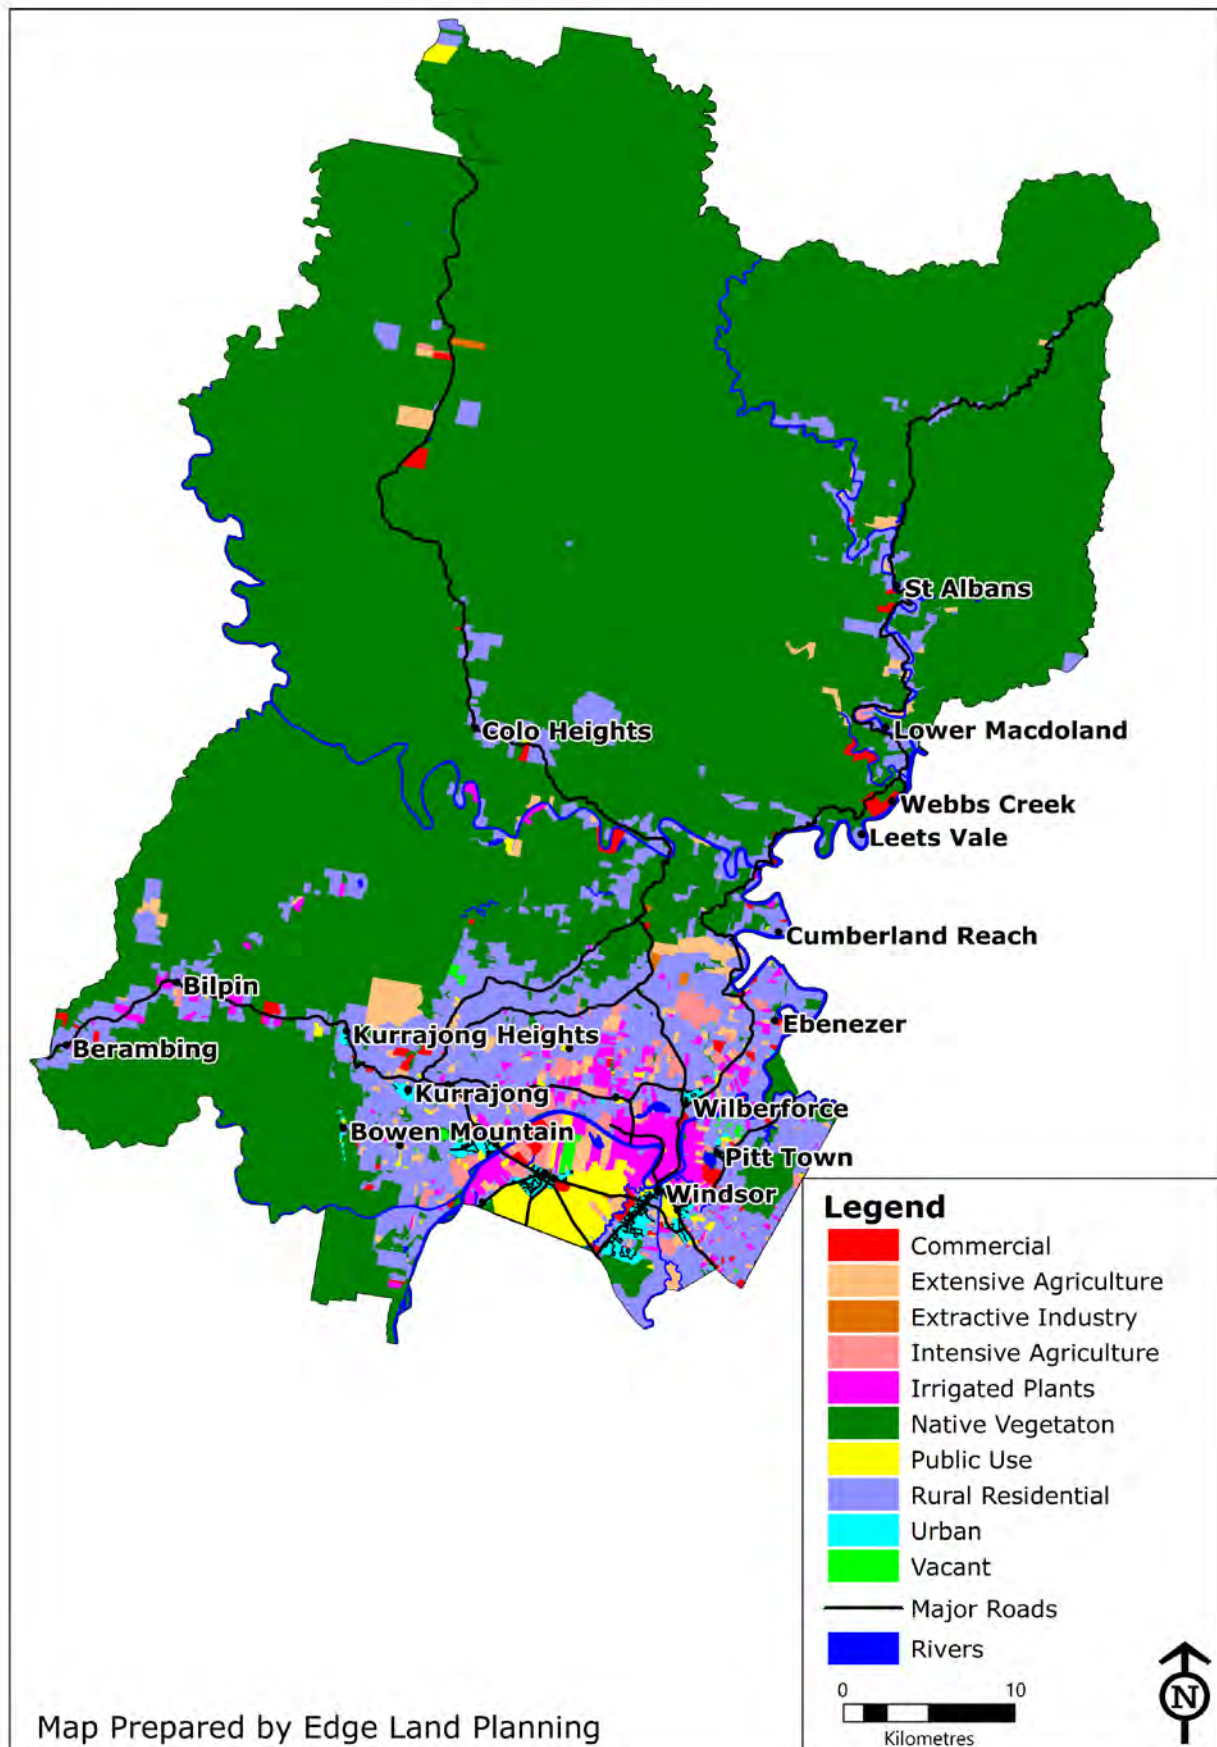 St Albans
Colo Heights
Lower Macdoland
Webbs Creek
Leets Vale
Cumberland Reach
Bilpin
Ebenezer
Kurrajong Heights
Berambing
Kurrajong
Wilberforce
Bowen Mountain
Pitt Town
Windsor
Legend
Commercial
Extensive Agriculture
Extractive Industry
Intensive Agriculture
Irrigated Plants
Native Vegetaton
Public Use
Rural Residential
Urban
Vacant
Major Roads
Rivers
0 10
Kilometres
N
Map Prepared by Edge Land Planning